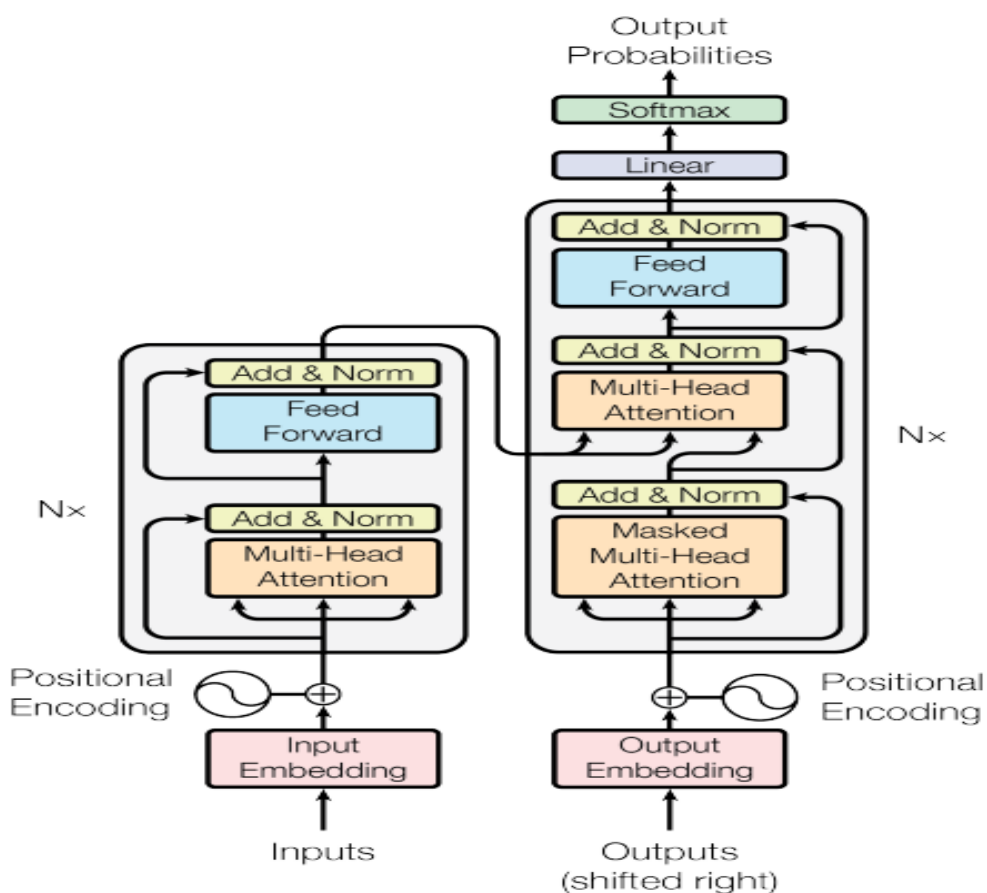 Output
Probabilities
Softmax
Linear
Add & Norm
Feed
Forward
Add & Norm
Multi-Head
Attention
Add & Norm
Masked
Multi-Head
Attention
Nx
Add & Norm
Feed
Forward
Add & Norm
Multi-Head
Attention
Nx
Positional
Encoding
Positional
Encoding
Input
Embedding
Output
Embedding
Inputs
Outputs
(shifted right)